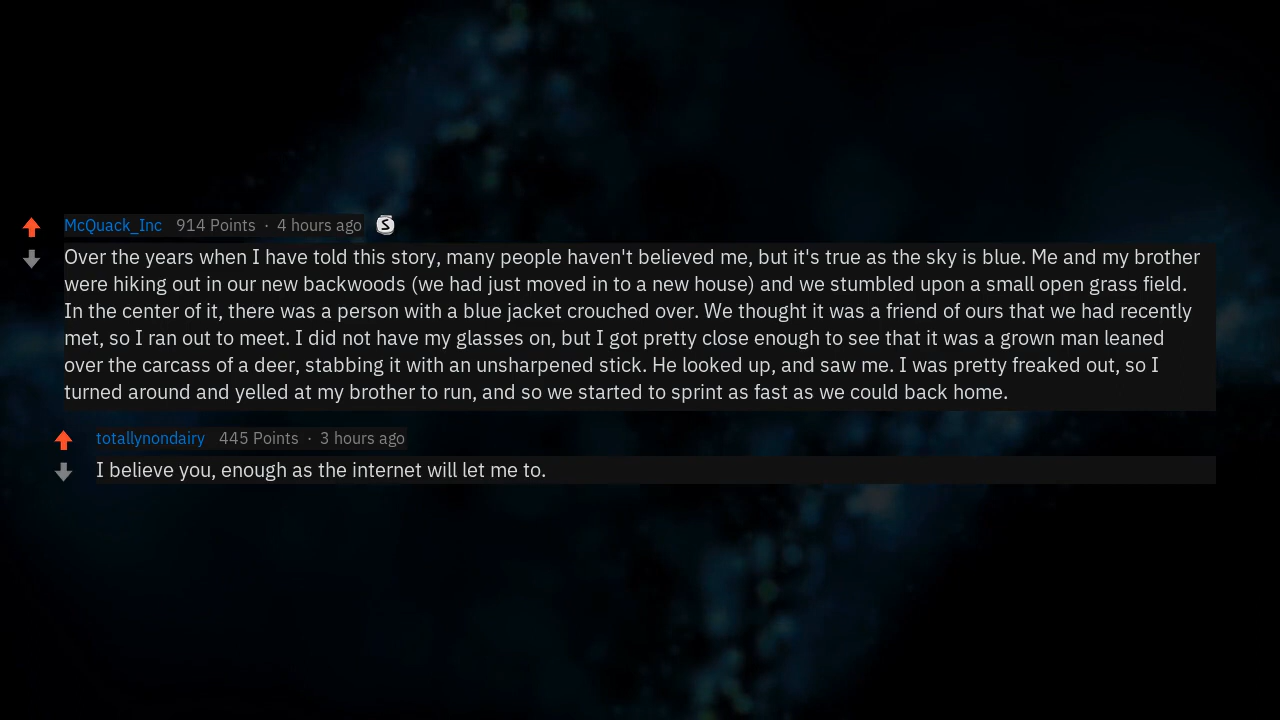 McQuack_Inc 914 Points · 4 hours ago S
Over the years when I have told this story, many people haven't believed me, but it's true as the sky is blue. Me and my brother
were hiking out in our new backwoods (we had just moved in to a new house) and we stumbled upon a small open grass field.
In the center of it, there was a person with a blue jacket crouched over. We thought it was a friend of ours that we had recently
met, so I ran out to meet. I did not have my glasses on, but I got pretty close enough to see that it was a grown man leaned
over the carcass of a deer, stabbing it with an unsharpened stick. He looked up, and saw me. I was pretty freaked out, so I
turned around and yelled at my brother to run, and so we started to sprint as fast as we could back home.
totallynondairy 445 Points · 3 hours ago
I believe you, enough as the internet will let me to.